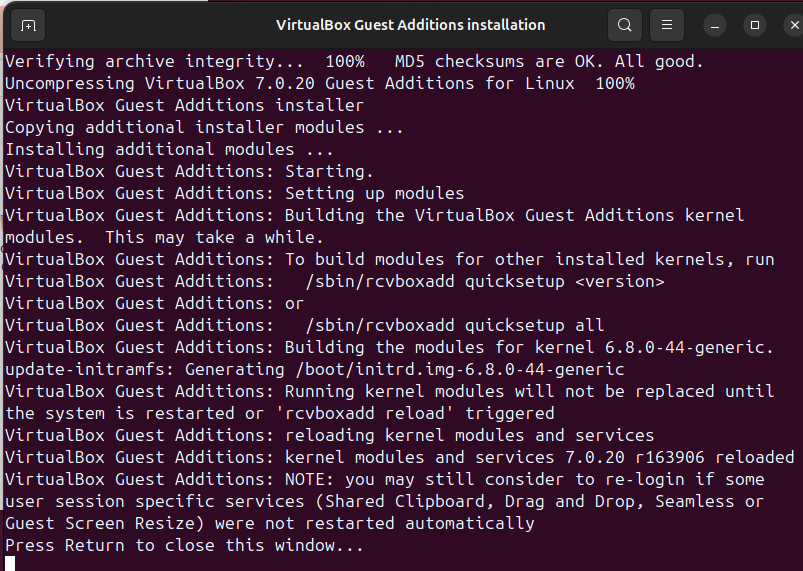 VirtualBox Guest Additions installation
Verifying archive integrity...  100%   MD5 checksums are OK. All good.
Uncompressing VirtualBox 7.0.20 Guest Additions for Linux  100%
VirtualBox Guest Additions installer
Copying additional installer modules ...
Installing additional modules ...
VirtualBox Guest Additions: Starting.
VirtualBox Guest Additions: Setting up modules
VirtualBox Guest Additions: Building the VirtualBox Guest Additions kernel
modules.  This may take a while.
VirtualBox Guest Additions: To build modules for other installed kernels, run
VirtualBox Guest Additions:   /sbin/rcvboxadd quicksetup <version>
VirtualBox Guest Additions: or
VirtualBox Guest Additions:   /sbin/rcvboxadd quicksetup all
VirtualBox Guest Additions: Building the modules for kernel 6.8.0-44-generic.
update-initramfs: Generating /boot/initrd.img-6.8.0-44-generic
VirtualBox Guest Additions: Running kernel modules will not be replaced until
the system is restarted or 'rcvboxadd reload' triggered
VirtualBox Guest Additions: reloading kernel modules and services
VirtualBox Guest Additions: kernel modules and services 7.0.20 r163906 reloaded
VirtualBox Guest Additions: NOTE: you may still consider to re-login if some
user session specific services (Shared Clipboard, Drag and Drop, Seamless or
Guest Screen Resize) were not restarted automatically
Press Return to close this window...